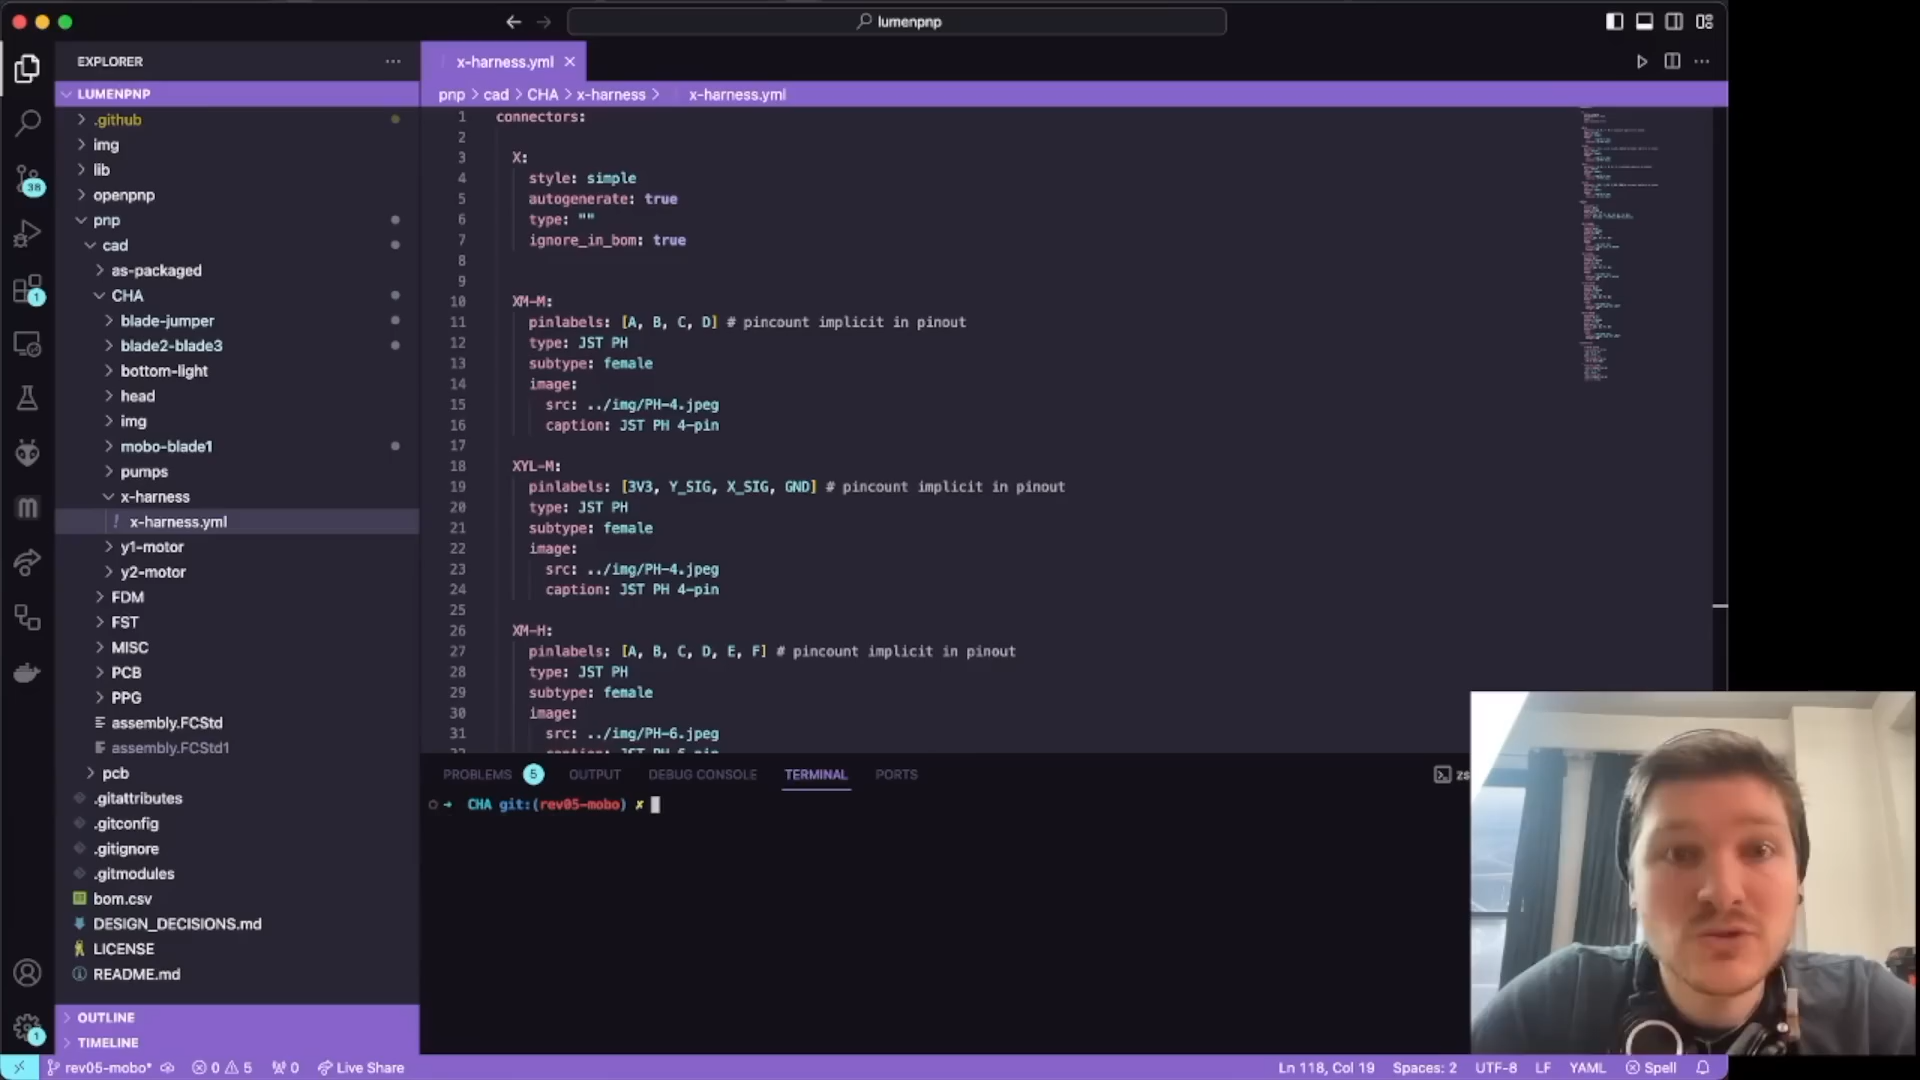 lumenpnp
EXPLORER
LUMENPNP
.github
img
lib
openpnp
pnp
cad
as-packaged
CHA
blade-jumper
blade2-blade3
bottom-light
head
img
mobo-blade1
pumps
x-harness
! x-harness.yml
y1-motor
y2-motor
FDM
FST
MISC
PCB
PPG
assembly.FCStd
assembly.FCStd1
pcb
.gitattributes
.gitconfig
.gitignore
.gitmodules
bom.csv
DESIGN_DECISIONS.md
LICENSE
README.md
OUTLINE
TIMELINE
38
1
1
x-harness.yml
pnp > cad > CHA > x-harness > x-harness.yml
1 connectors:
2
3 X:
4 style: simple
5 autogenerate: true
6 type: ""
7 ignore_in_bom: true
8
9
10 XM-M:
11 pinlabels: [A, B, C, D] # pincount implicit in pinout
12 type: JST PH
13 subtype: female
14 image:
15 src: ../img/PH-4.jpeg
16 caption: JST PH 4-pin
17
18 XYL-M:
19 pinlabels: [3V3, Y_SIG, X_SIG, GND] # pincount implicit in pinout
20 type: JST PH
21 subtype: female
22 image:
23 src: ../img/PH-4.jpeg
24 caption: JST PH 4-pin
25
26 XM-H:
27 pinlabels: [A, B, C, D, E, F] # pincount implicit in pinout
28 type: JST PH
29 subtype: female
30 image:
31 src: ../img/PH-6.jpeg
PROBLEMS 5 OUTPUT DEBUG CONSOLE TERMINAL PORTS
CHA git:(rev05-mobo) ✗
rev05-mobo* 0 5 0 Live Share
Ln 118, Col 19 Spaces: 2 UTF-8 LF YAML Spell